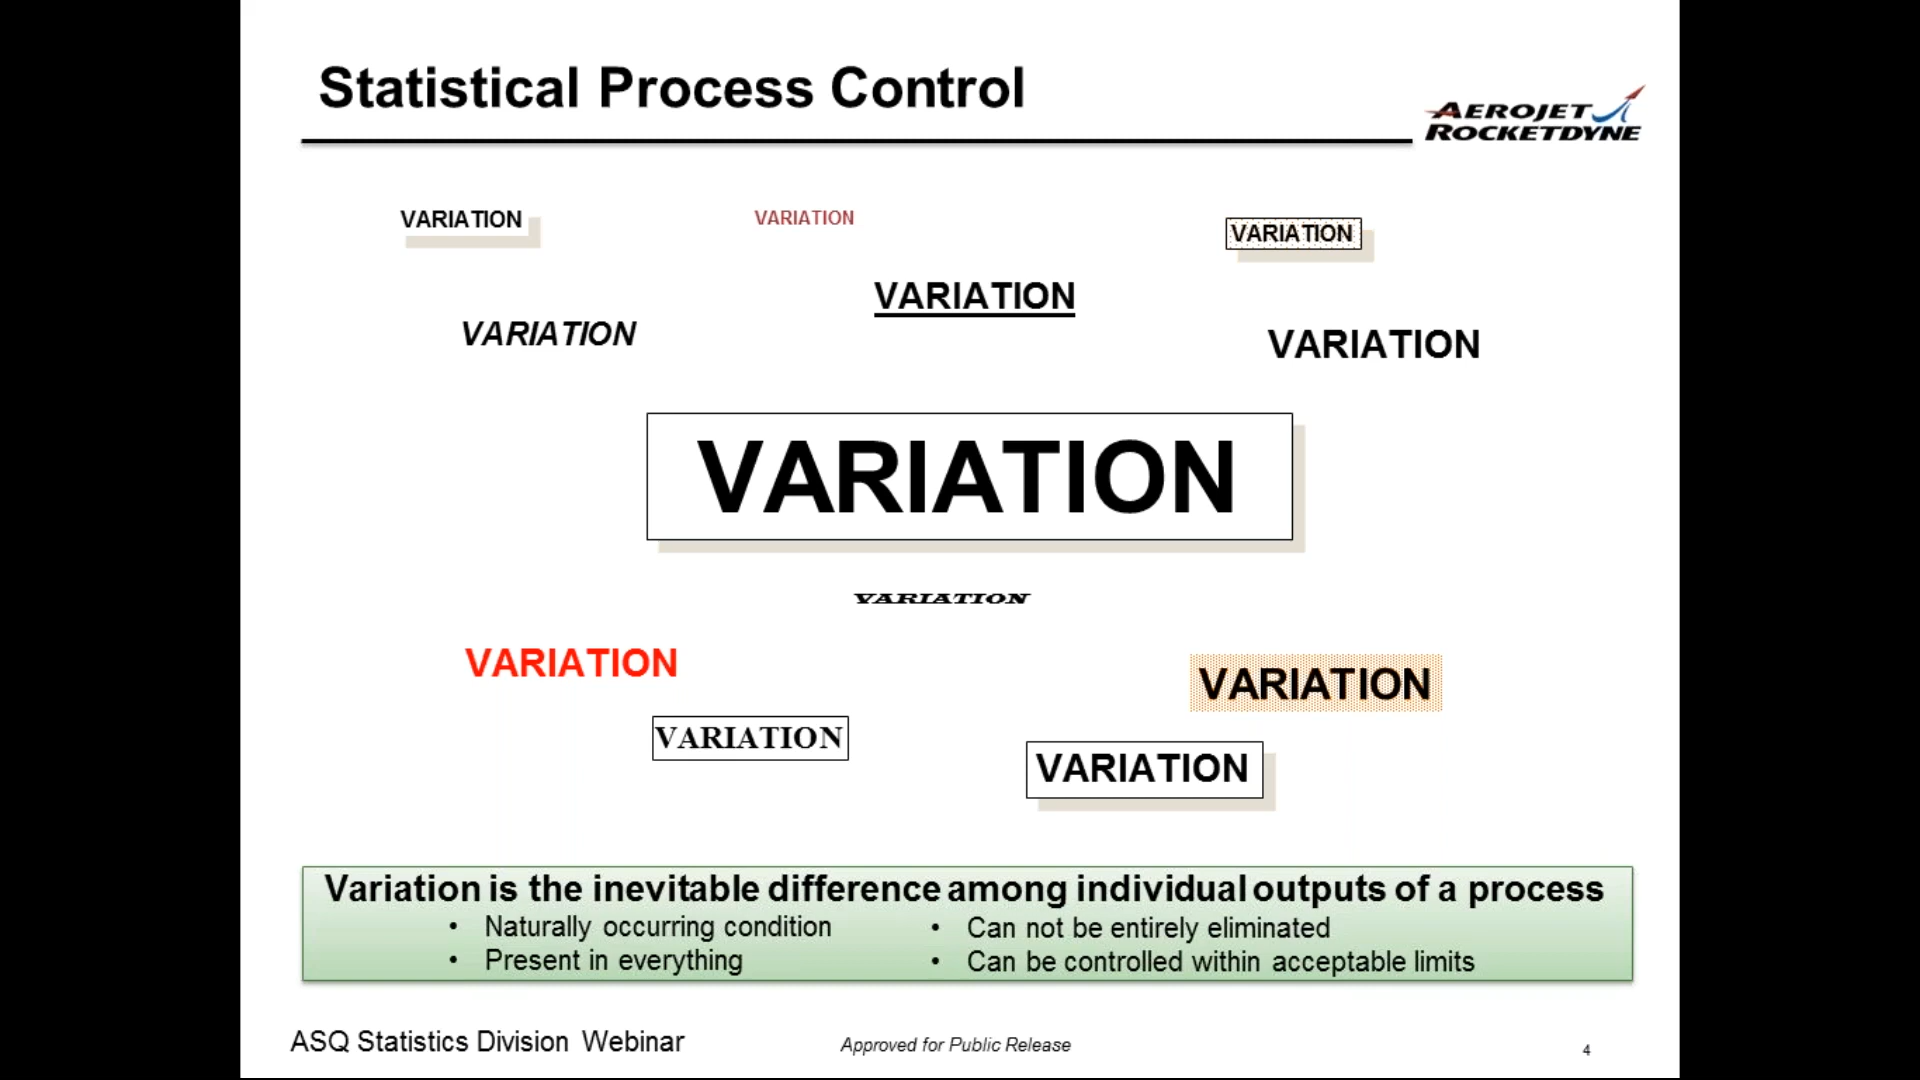 Statistical Process Control
AEROJET
ROCKETDYNE
VARIATION
VARIATION
VARIATION
VARIATION
VARIATION
VARIATION
VARIATION
VARIATION
VARIATION
VARIATION
VARIATION
VARIATION
Variation is the inevitable difference among individual outputs of a process
• Naturally occurring condition
• Present in everything
• Can not be entirely eliminated
• Can be controlled within acceptable limits
ASQ Statistics Division Webinar
Approved for Public Release
4